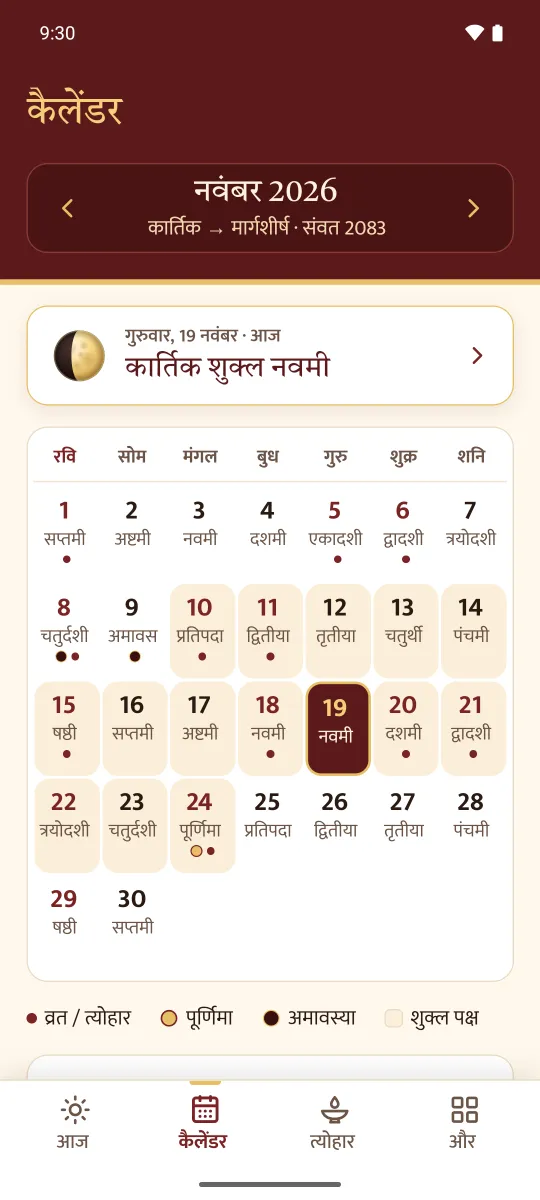 9:30
कैलेंडर
नवंबर 2026
कार्तिक → मार्गशीर्ष · संवत 2083
गुरुवार, 19 नवंबर · आज
कार्तिक शुक्ल नवमी
रवि सोम मंगल बुध गुरु शुक्र शनि
1 2 3 4 5 6 7
सप्तमी अष्टमी नवमी दशमी एकादशी द्वादशी त्रयोदशी
8 9 10 11 12 13 14
चतुर्दशी अमावस प्रतिपदा द्वितीया तृतीया चतुर्थी पंचमी
15 16 17 18 19 20 21
षष्ठी सप्तमी अष्टमी नवमी नवमी दशमी द्वादशी
22 23 24 25 26 27 28
त्रयोदशी चतुर्दशी पूर्णिमा प्रतिपदा द्वितीया तृतीया पंचमी
29 30
षष्ठी सप्तमी
व्रत / त्योहार पूर्णिमा अमावस्या शुक्ल पक्ष
आज कैलेंडर त्योहार और